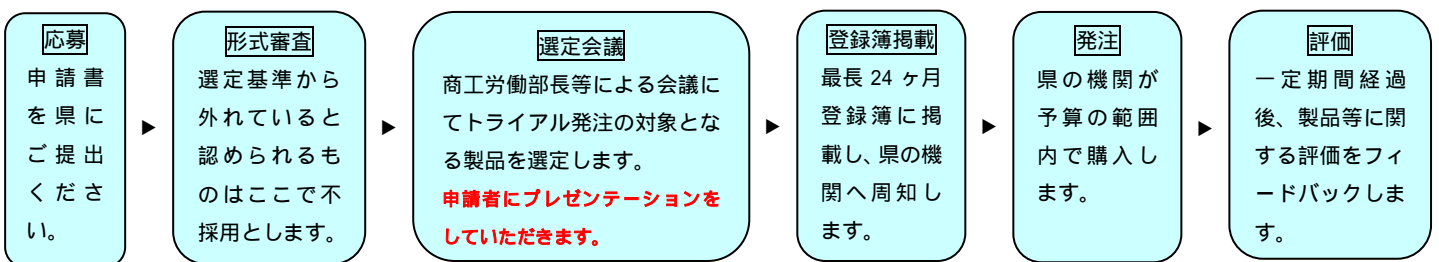 応募
申請書
を県に
ご提出
くださ
い。
▶
形式審査
選定基準から
外れていると
認められるも
のはここで不
採用とします。
▶
選定会議
商工労働部長等による会議に
てトライアル発注の対象とな
る製品を選定します。
申請者にプレゼンテーションを
していただきます。
▶
登録簿掲載
最長 24 ヶ月
登録簿に掲
載し、県の機
関へ周知し
ます。
▶
発注
県の機関が
予算の範囲
内で購入し
ます。
▶
評価
一定期間経過
後、製品等に関
する評価をフィ
ードバックしま
す。